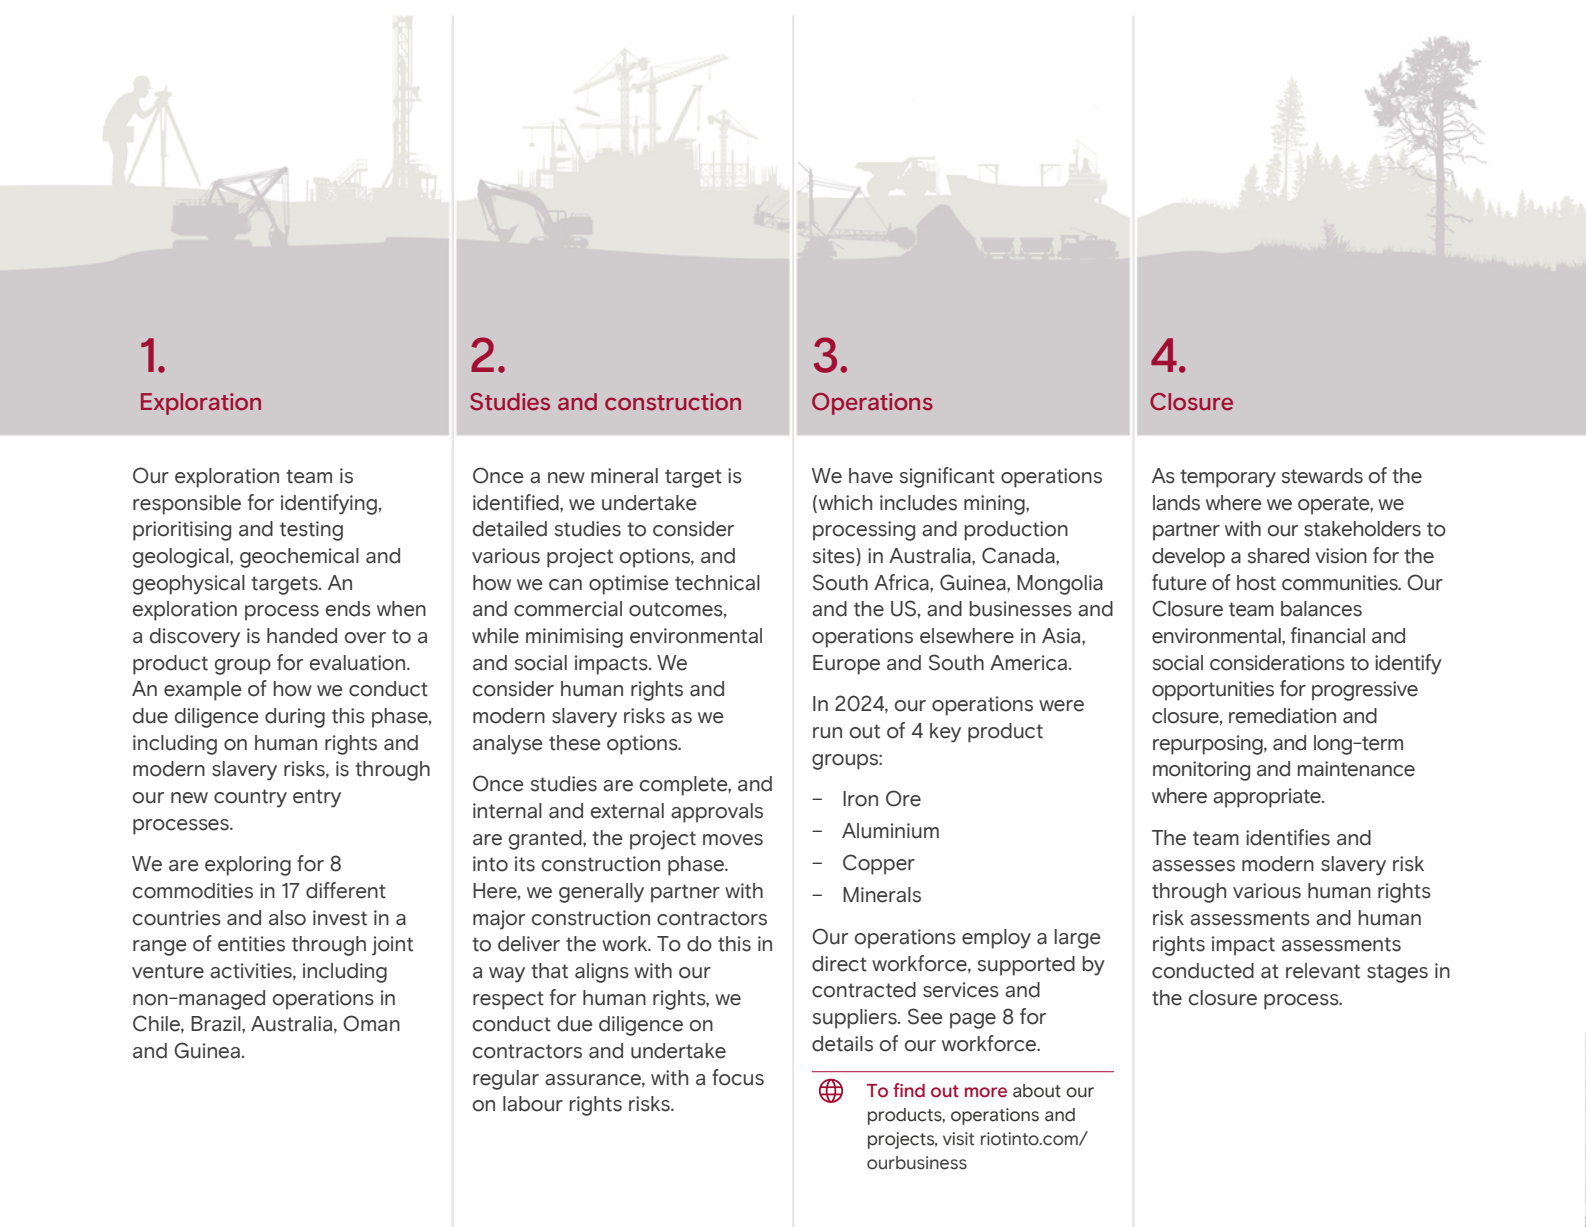 1.
Exploration
Our exploration team is
responsible for identifying,
prioritising and testing
geological, geochemical and
geophysical targets. An
exploration process ends when
a discovery is handed over to a
product group for evaluation.
An example of how we conduct
due diligence during this phase,
including on human rights and
modern slavery risks, is through
our new country entry
processes.
We are exploring for 8
commodities in 17 different
countries and also invest in a
range of entities through joint
venture activities, including
non-managed operations in
Chile, Brazil, Australia, Oman
and Guinea.
2.
Studies and construction
Once a new mineral target is
identified, we undertake
detailed studies to consider
various project options, and
how we can optimise technical
and commercial outcomes,
while minimising environmental
and social impacts. We
consider human rights and
modern slavery risks as we
analyse these options.
Once studies are complete, and
internal and external approvals
are granted, the project moves
into its construction phase.
Here, we generally partner with
major construction contractors
to deliver the work. To do this in
a way that aligns with our
respect for human rights, we
conduct due diligence on
contractors and undertake
regular assurance, with a focus
on labour rights risks.
3.
Operations
We have significant operations
(which includes mining,
processing and production
sites) in Australia, Canada,
South Africa, Guinea, Mongolia
and the US, and businesses and
operations elsewhere in Asia,
Europe and South America.
In 2024, our operations were
run out of 4 key product
groups:
– Iron Ore
– Aluminium
– Copper
– Minerals
Our operations employ a large
direct workforce, supported by
contracted services and
suppliers. See page 8 for
details of our workforce.
To find out more about our
products, operations and
projects, visit riotinto.com/
ourbusiness
4.
Closure
As temporary stewards of the
lands where we operate, we
partner with our stakeholders to
develop a shared vision for the
future of host communities. Our
Closure team balances
environmental, financial and
social considerations to identify
opportunities for progressive
closure, remediation and
repurposing, and long-term
monitoring and maintenance
where appropriate.
The team identifies and
assesses modern slavery risk
through various human rights
risk assessments and human
rights impact assessments
conducted at relevant stages in
the closure process.